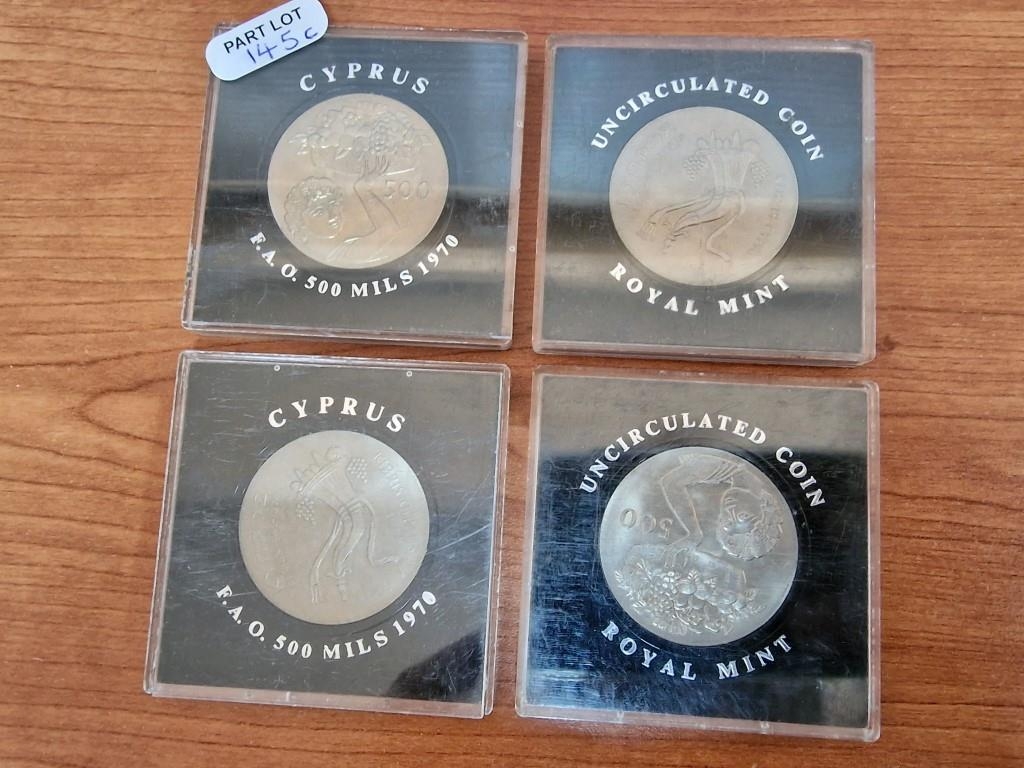 PART LOT
145c
CYPRUS
500
F.A.O. 500 MILS 1970
UNCIRCULATED COIN
ROYAL MINT
CYPRUS
F.A.O. 500 MILS 1970
UNCIRCULATED COIN
500
ROYAL MINT